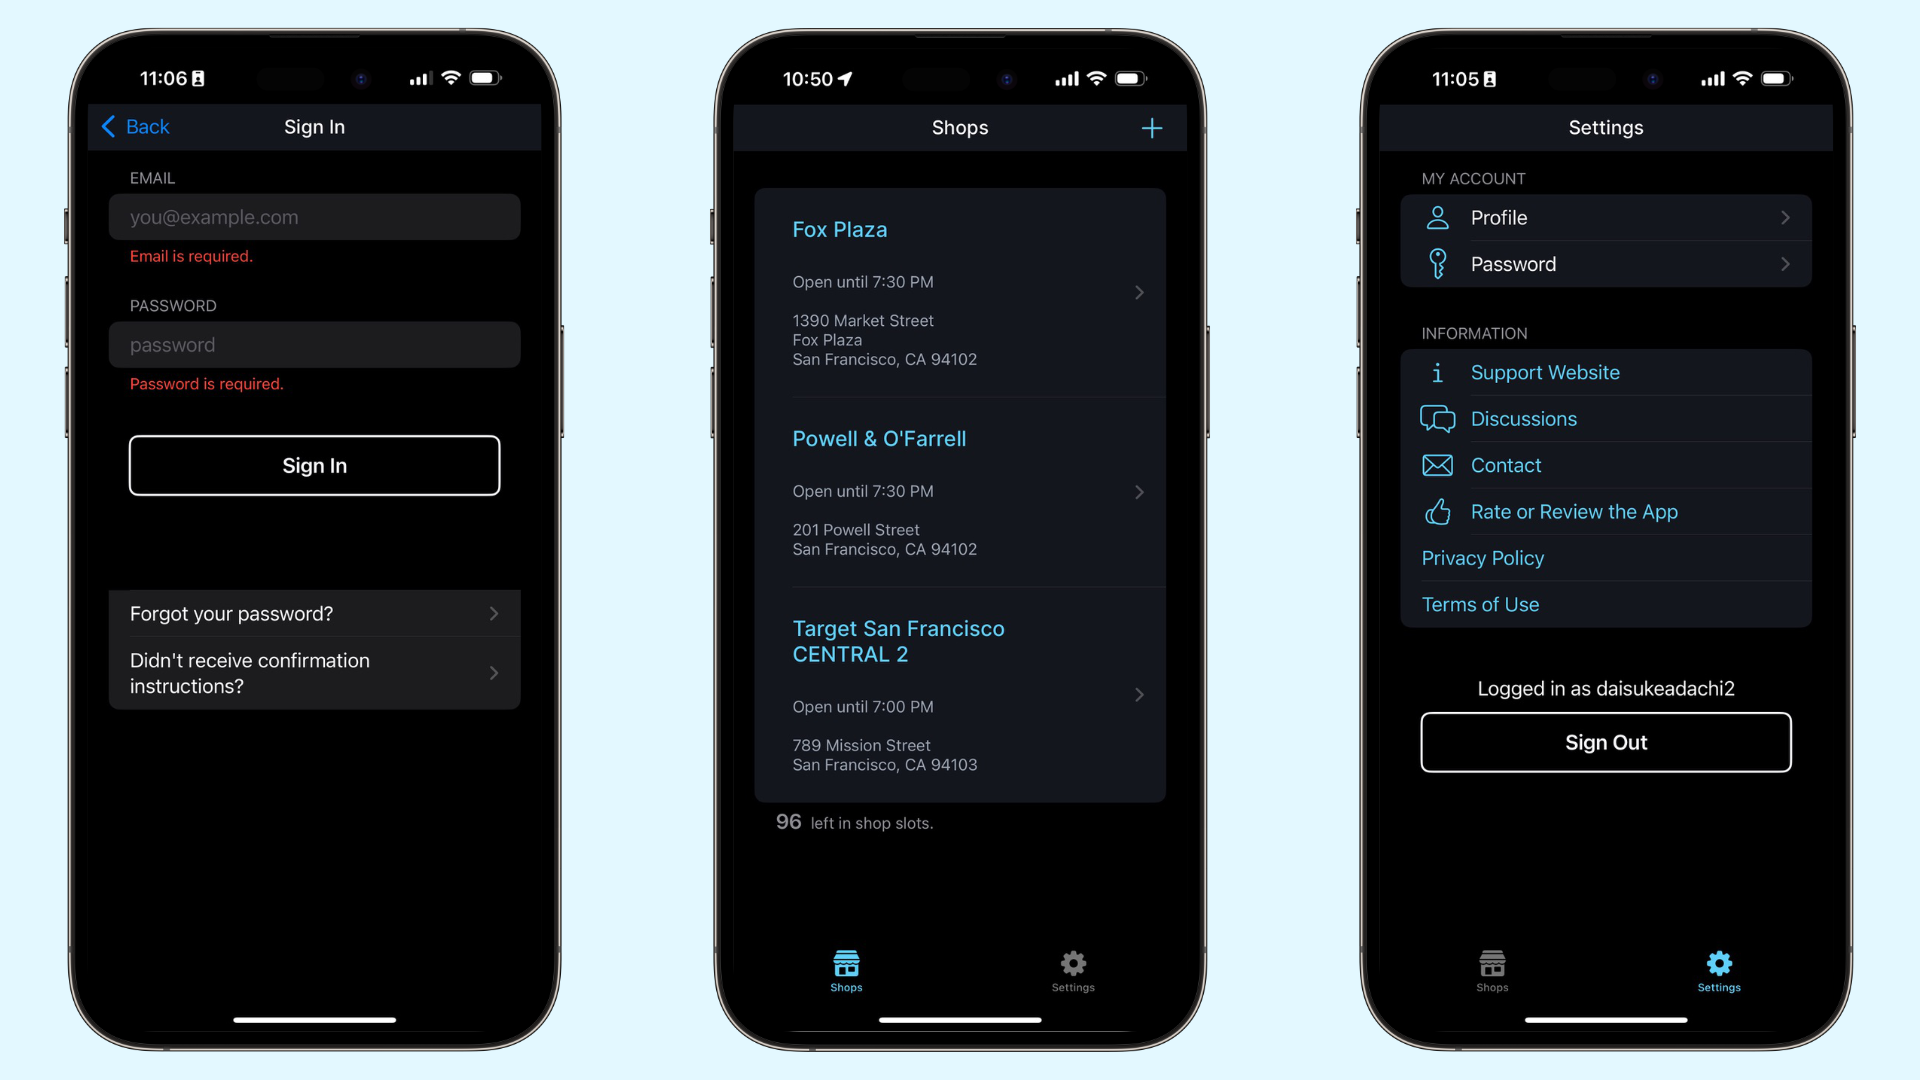 11:06
Back
Sign In
EMAIL
you@example.com
Email is required.
PASSWORD
password
Password is required.
Sign In
Forgot your password?
Didn't receive confirmation
instructions?
10:50
Shops
Fox Plaza
Open until 7:30 PM
1390 Market Street
Fox Plaza
San Francisco, CA 94102
Powell & O'Farrell
Open until 7:30 PM
201 Powell Street
San Francisco, CA 94102
Target San Francisco
CENTRAL 2
Open until 7:00 PM
789 Mission Street
San Francisco, CA 94103
96 left in shop slots.
Shops
Settings
11:05
Settings
MY ACCOUNT
Profile
Password
INFORMATION
Support Website
Discussions
Contact
Rate or Review the App
Privacy Policy
Terms of Use
Logged in as daisukeadachi2
Sign Out
Shops
Settings